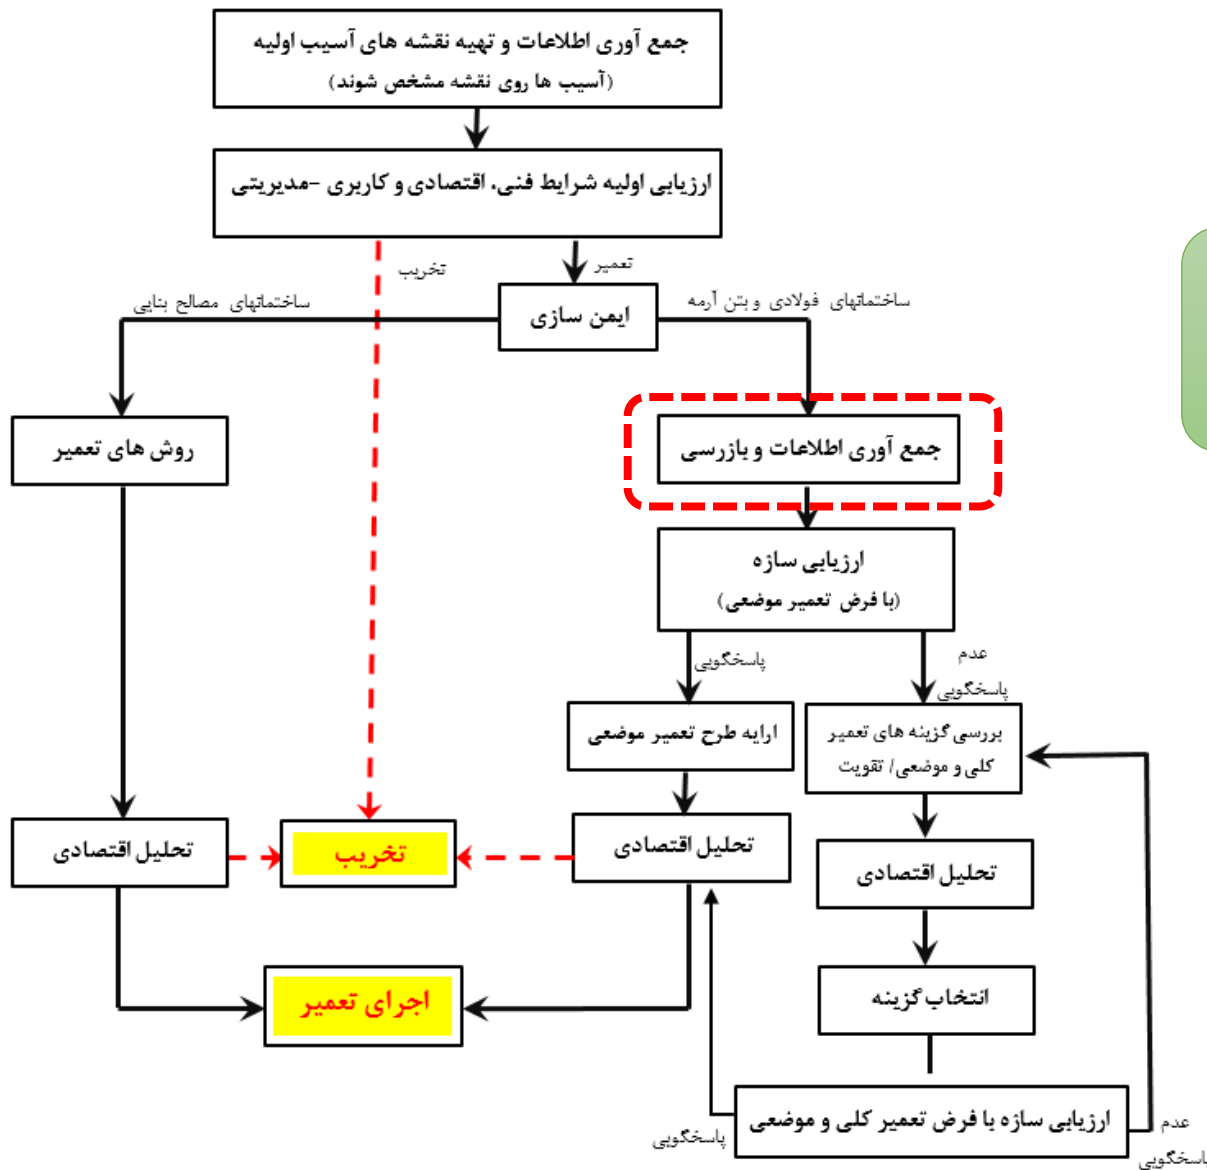 جمع آوری اطلاعات و تهیه نقشه های آسیب اولیه
(آسیب ها روی نقشه مشخص شوند)
ارزیابی اولیه شرایط فنی، اقتصادی و کاربری -مدیریتی
تخریب
تعمیر
ساختمانهای مصالح بنایی
ایمن سازی
ساختمانهای فولادی و بتن آرمه
روش های تعمیر
جمع آوری اطلاعات و بازرسی
ارزیابی سازه
(با فرض تعمیر موضعی)
پاسخگویی
عدم
پاسخگویی
ارایه طرح تعمیر موضعی
بررسی گزینه های تعمیر
کلی و موضعی/ تقویت
تحلیل اقتصادی
تخریب
تحلیل اقتصادی
تحلیل اقتصادی
اجرای تعمیر
انتخاب گزینه
ارزیابی سازه با فرض تعمیر کلی و موضعی
پاسخگویی
عدم
پاسخگویی